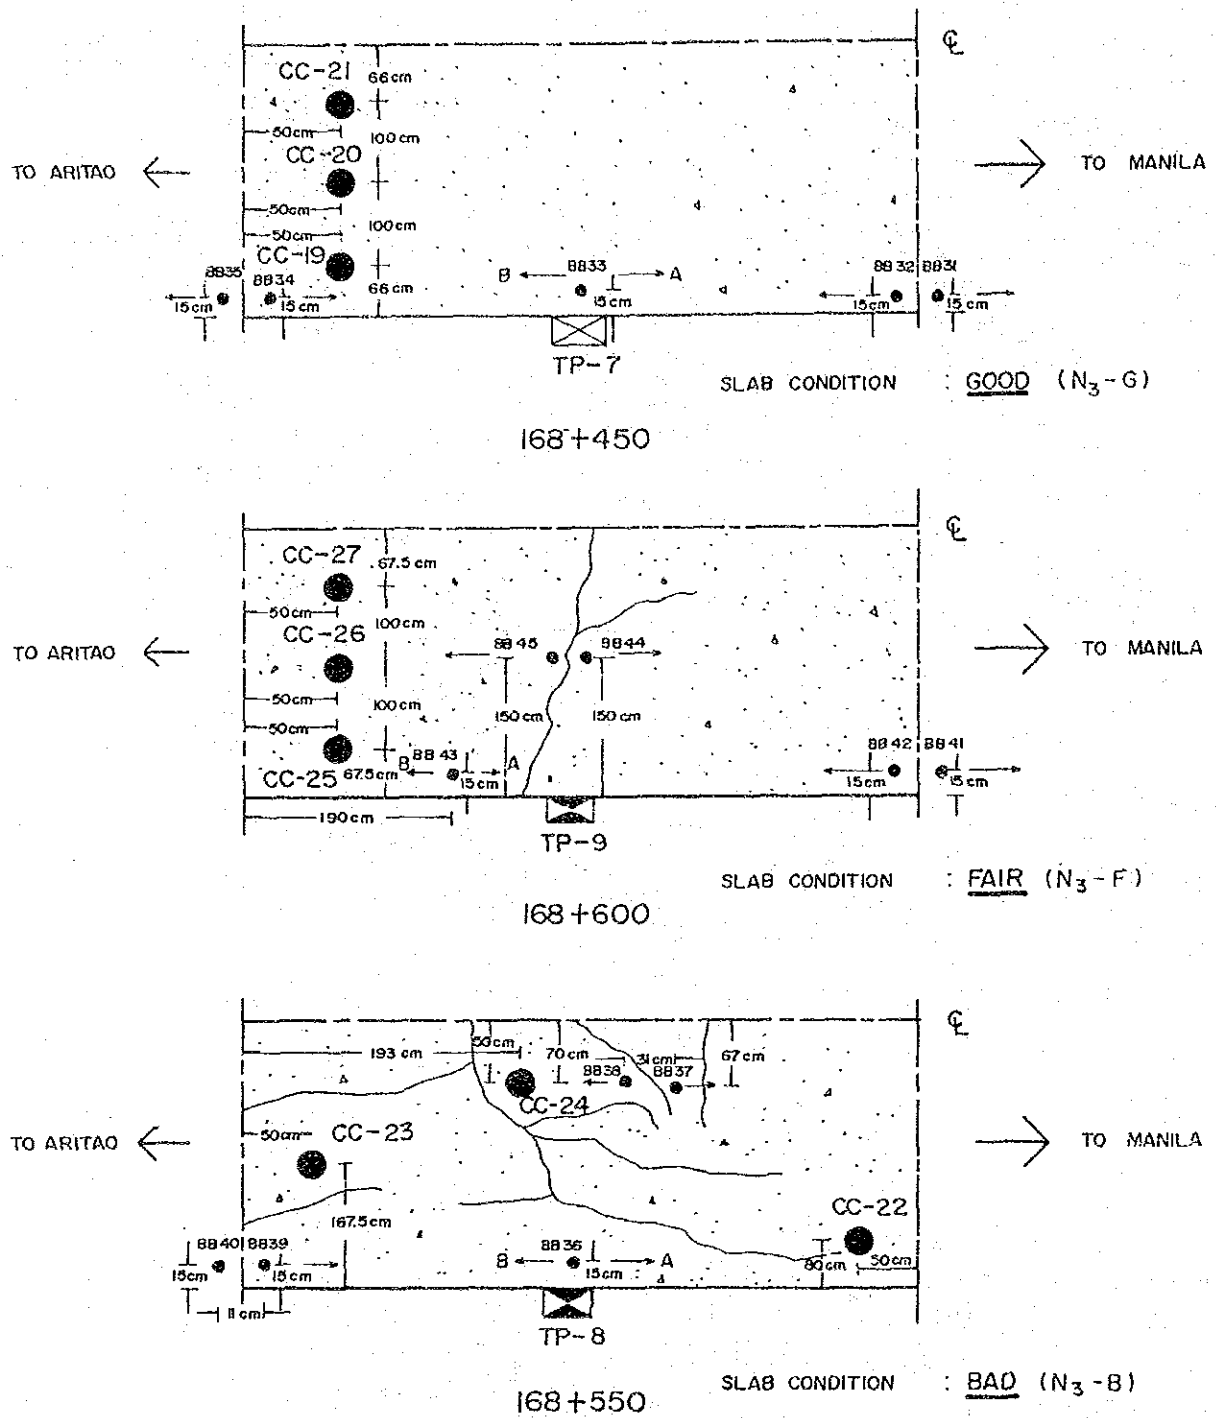 ℄
CC-21 66cm
50cm 100cm
TO ARITAO CC-20 TO MANILA
50cm
50cm 100cm
CC-19
BB35 BB34 66cm B BB33 A BB32 BB31
15cm 15cm 15cm 15cm 15cm
TP-7
SLAB CONDITION : GOOD (N3-G)
168+450
℄
CC-27 67.5cm
50cm 100cm
CC-26
TO ARITAO BB45 BB44 TO MANILA
50cm 100cm 150cm 150cm
50cm
B BB43 A BB42 BB41
CC-25 67.5cm 15cm 15cm 15cm
190cm
TP-9
SLAB CONDITION : FAIR (N3-F)
168+600
℄
193 cm 50cm 70cm 31cm 67cm
BB38 BB37
CC-24
TO ARITAO 50cm CC-23 TO MANILA
167.5cm CC-22
BB40 BB39 B BB36 A 80cm 50cm
15cm 15cm 15cm
11cm
TP-8
SLAB CONDITION : BAD (N3-B)
168+550